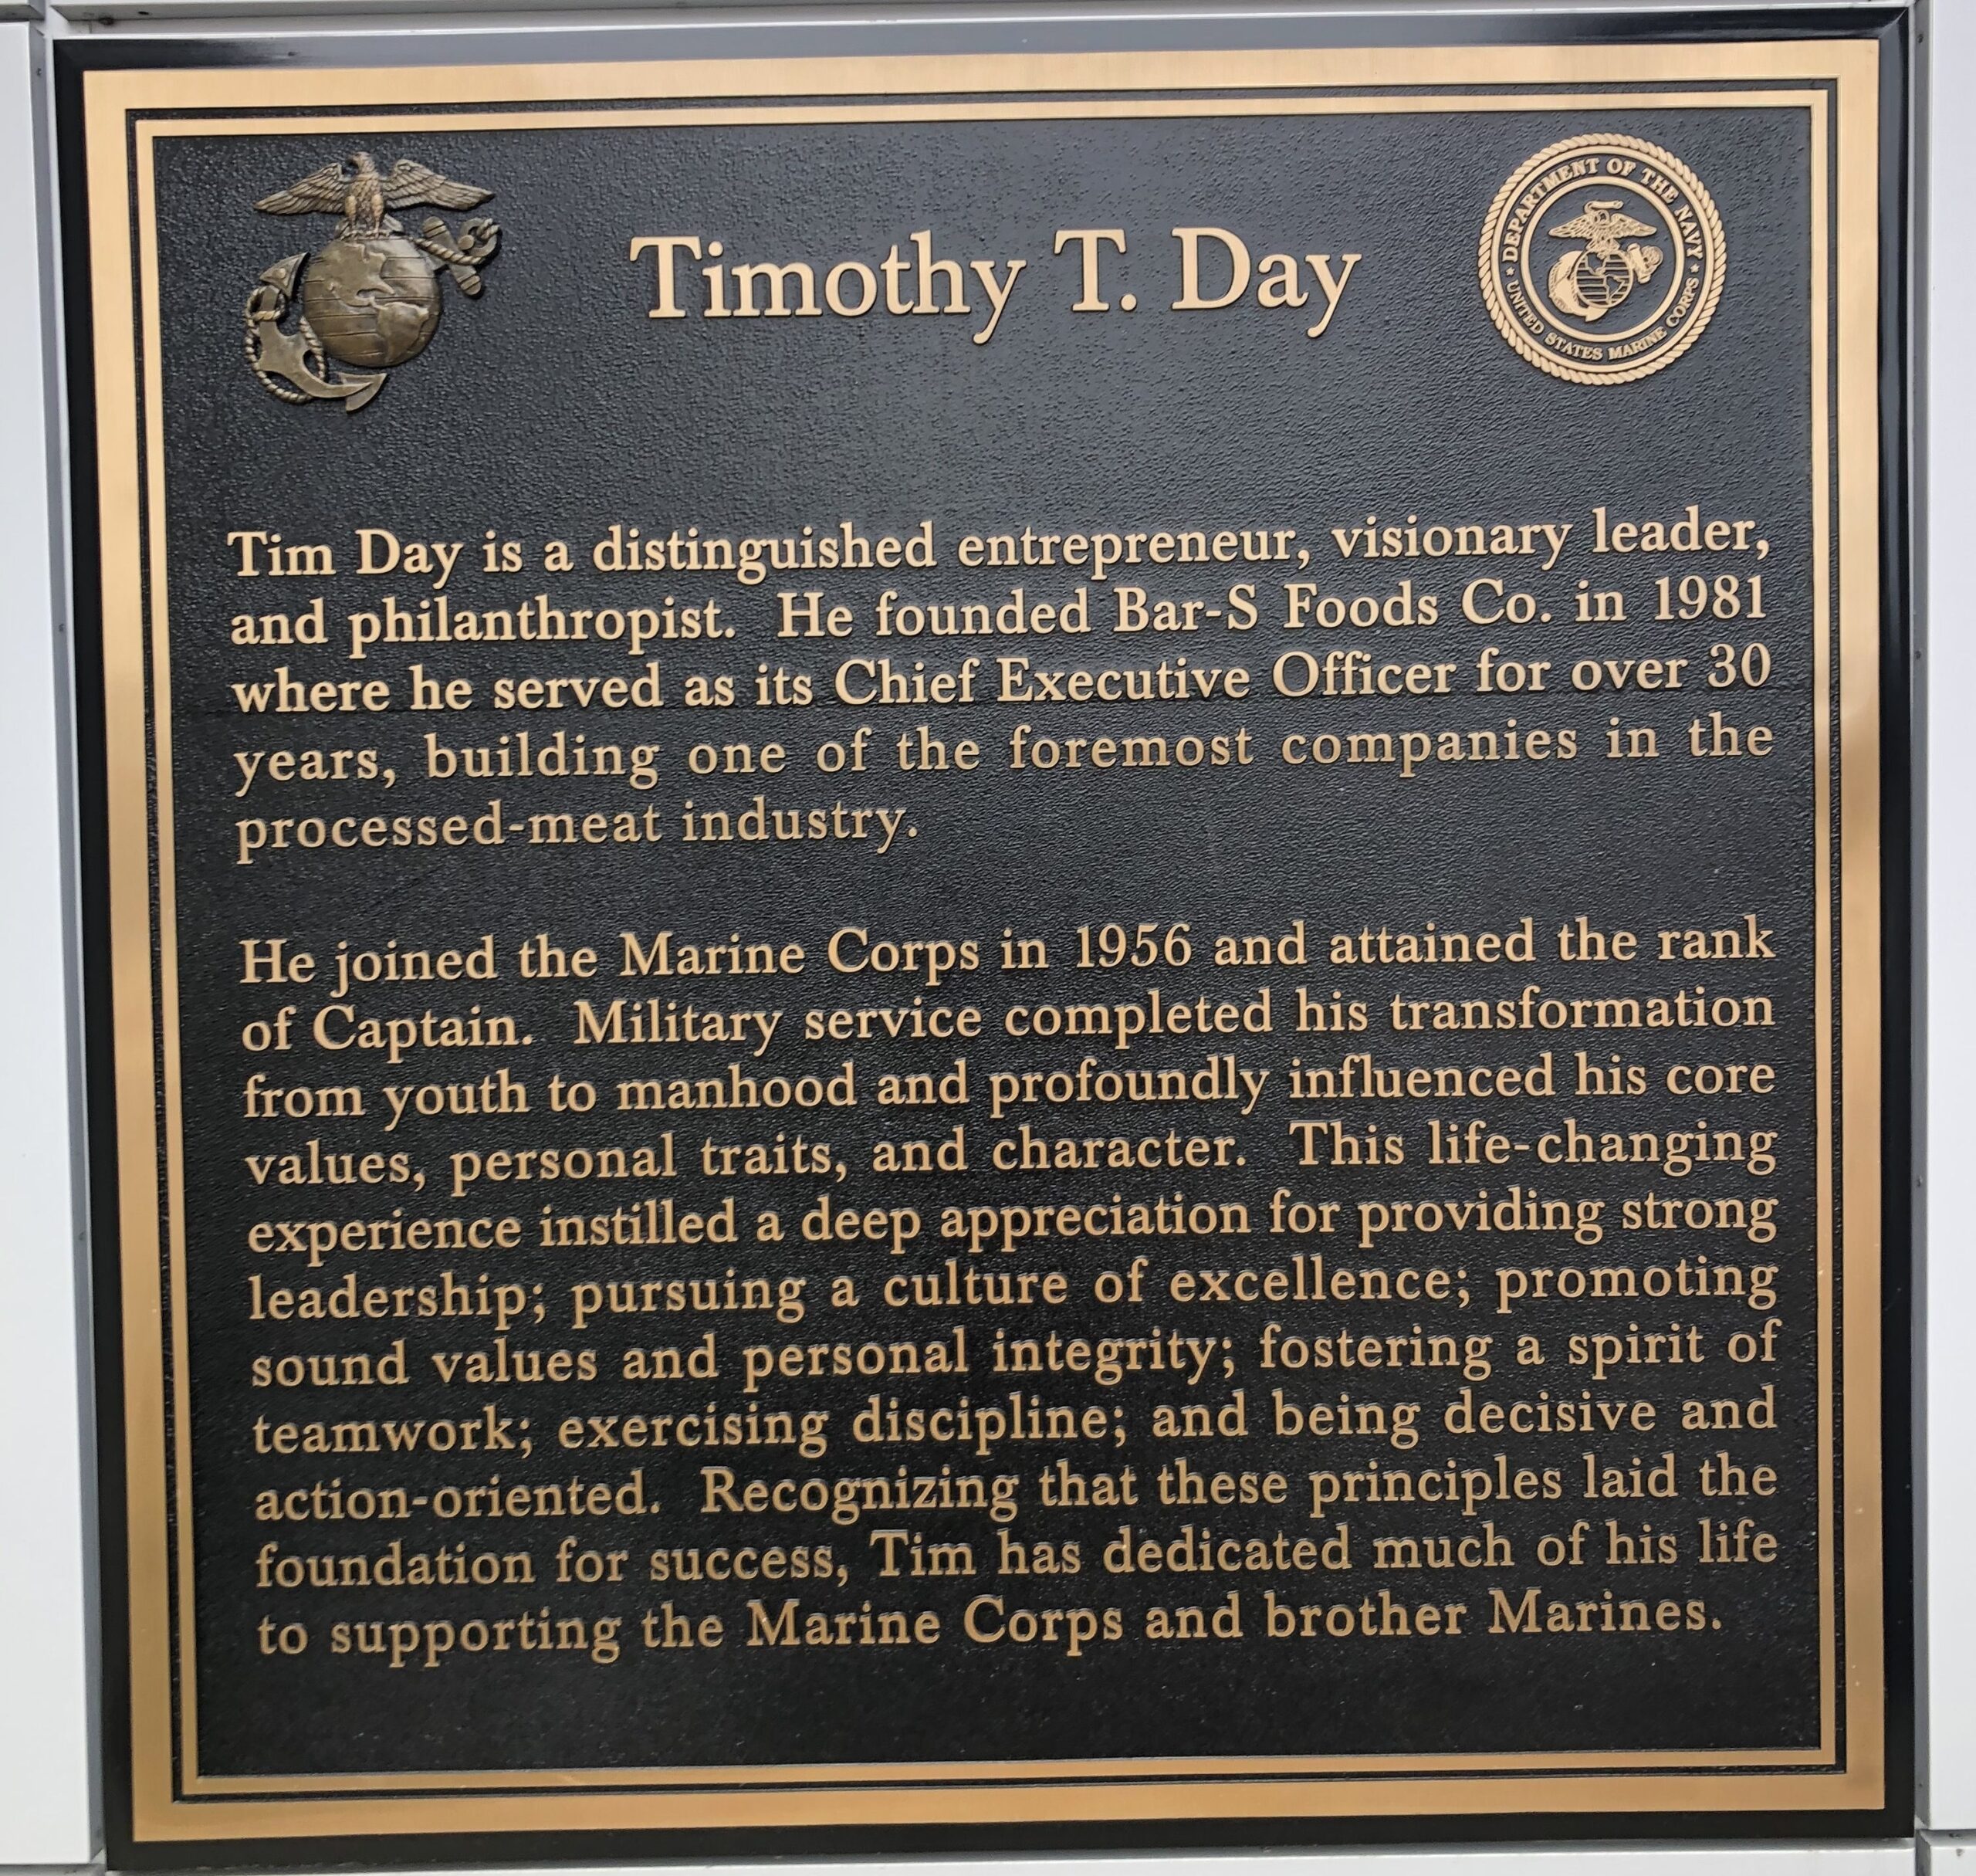 Timothy T. Day
DEPARTMENT OF THE NAVY
UNITED STATES MARINE CORPS
Tim Day is a distinguished entrepreneur, visionary leader,
and philanthropist. He founded Bar-S Foods Co. in 1981
where he served as its Chief Executive Officer for over 30
years, building one of the foremost companies in the
processed-meat industry.
He joined the Marine Corps in 1956 and attained the rank
of Captain. Military service completed his transformation
from youth to manhood and profoundly influenced his core
values, personal traits, and character. This life-changing
experience instilled a deep appreciation for providing strong
leadership; pursuing a culture of excellence; promoting
sound values and personal integrity; fostering a spirit of
teamwork; exercising discipline; and being decisive and
action-oriented. Recognizing that these principles laid the
foundation for success, Tim has dedicated much of his life
to supporting the Marine Corps and brother Marines.